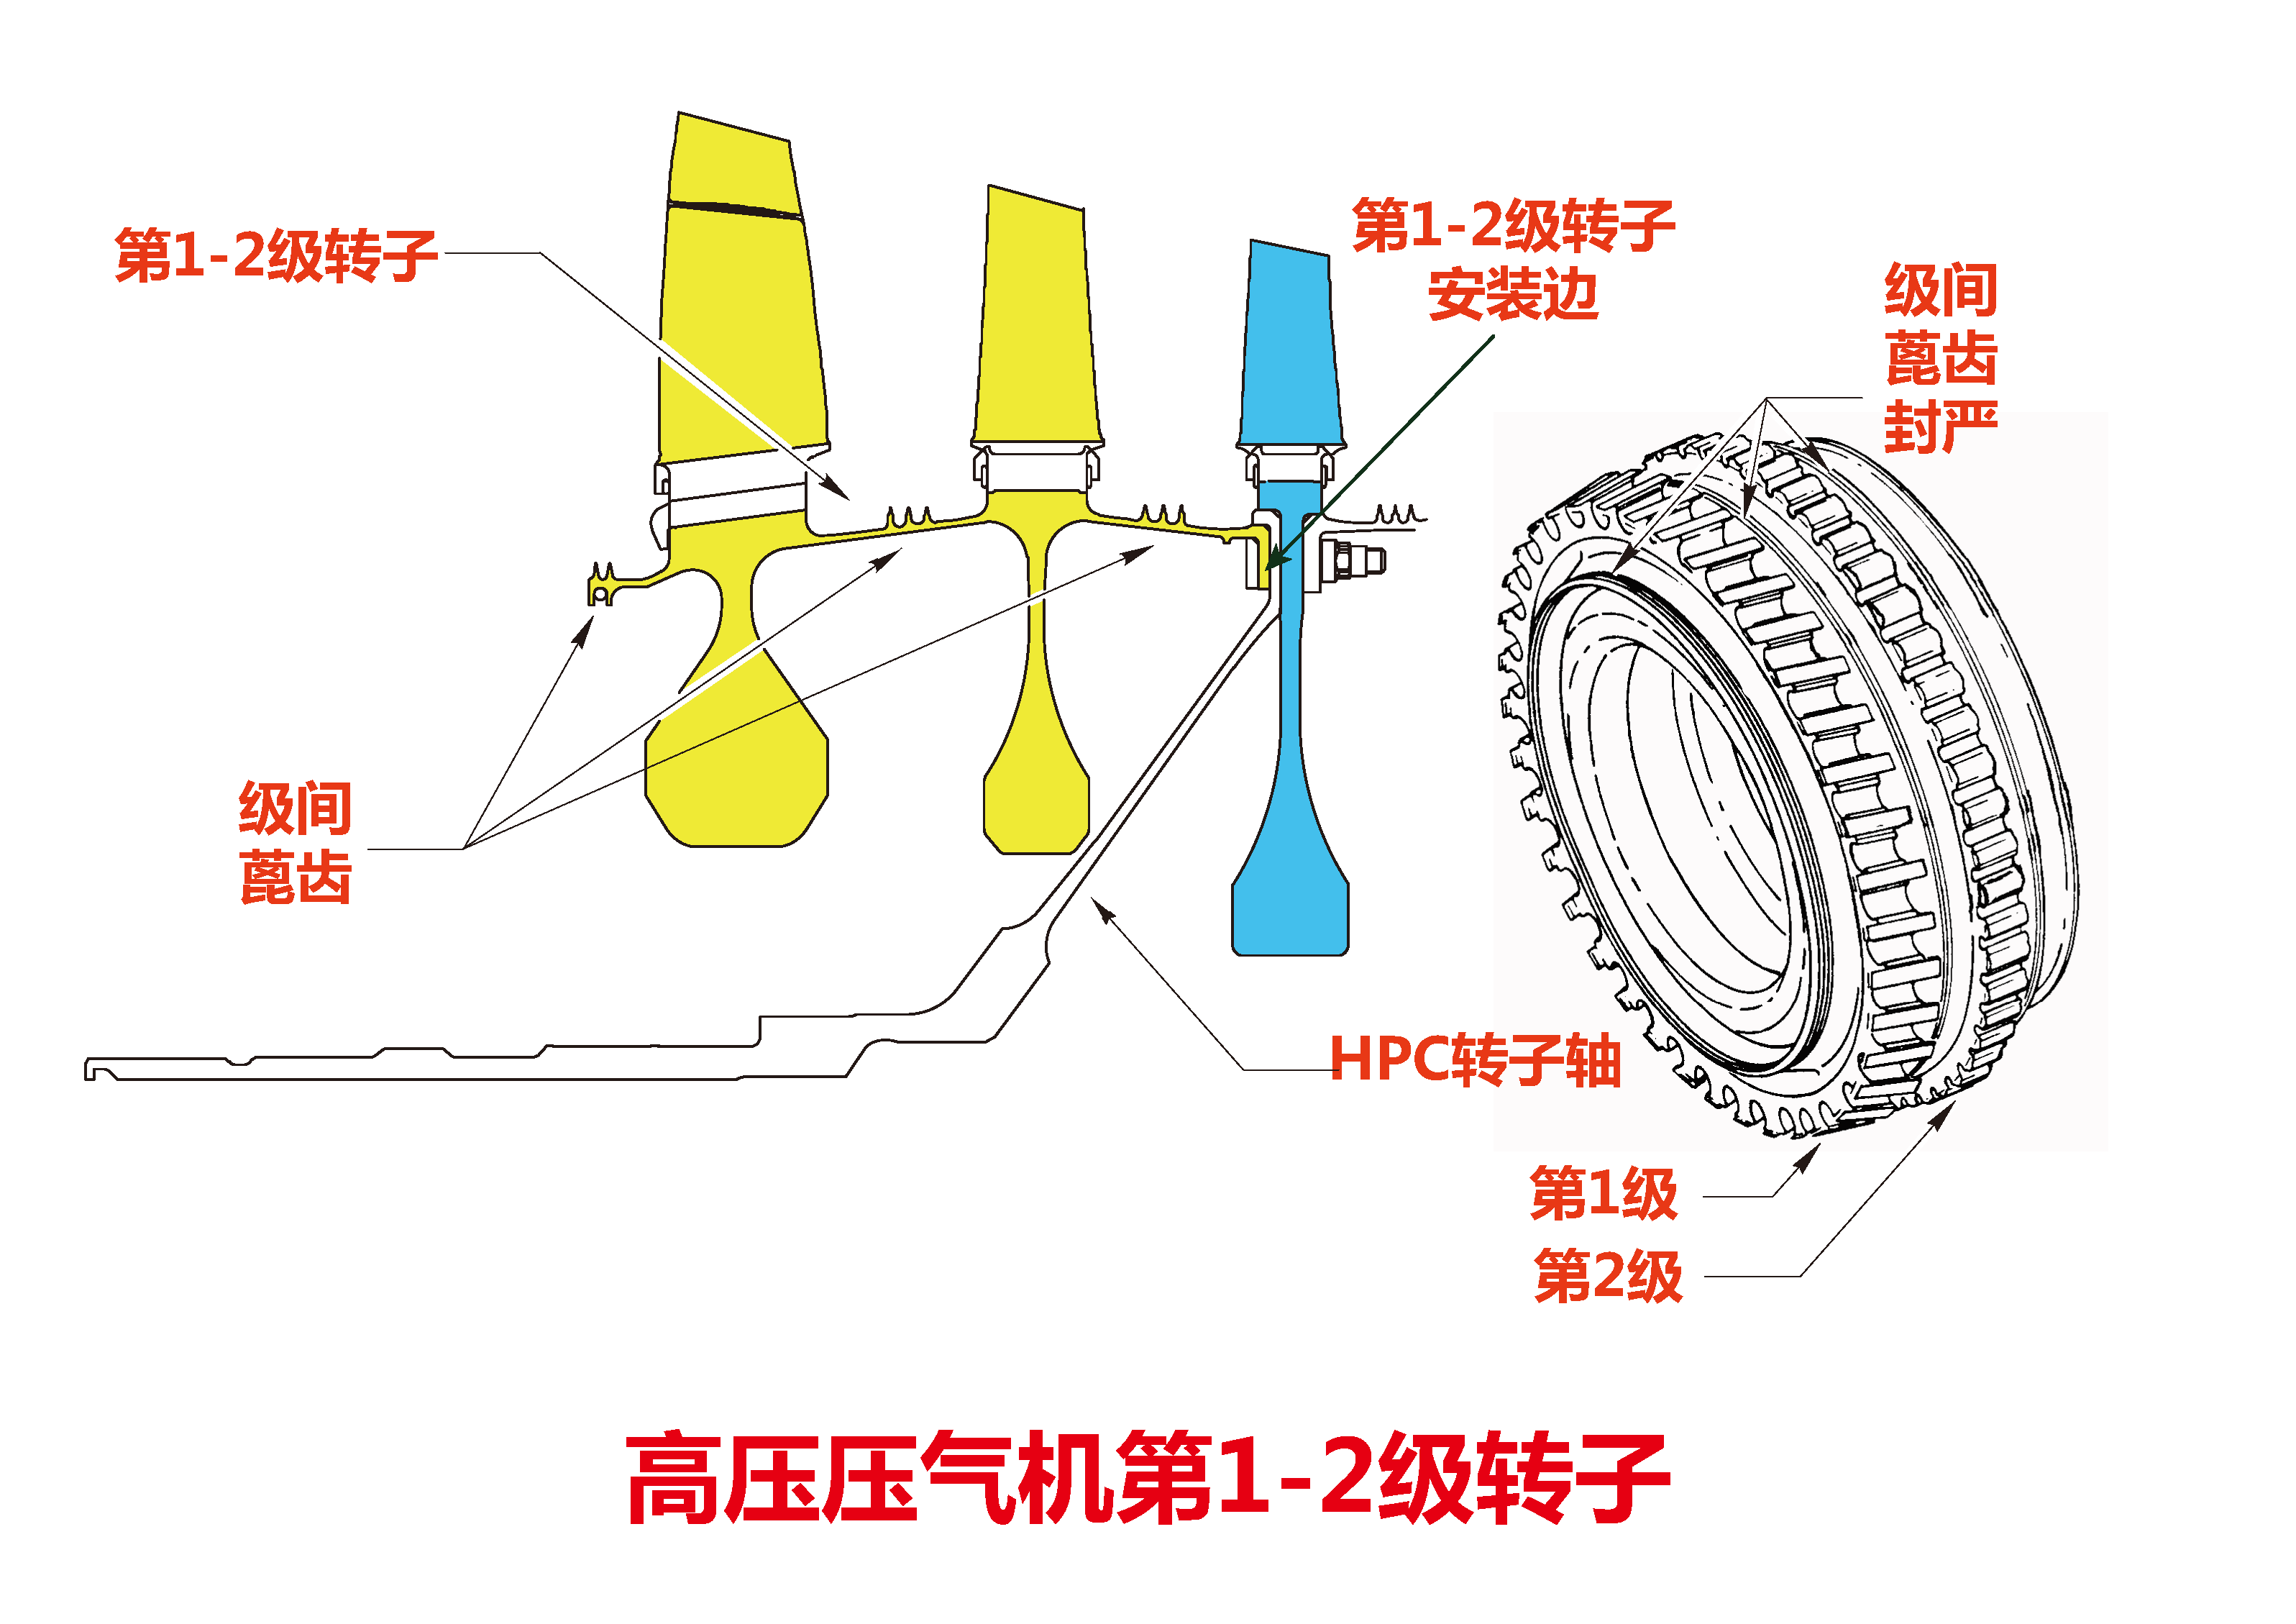 第1-2级转子
第1-2级转子
安装边
级间
蓖齿
封严
级间
蓖齿
HPC转子轴
第1级
第2级
高压压气机第1-2级转子